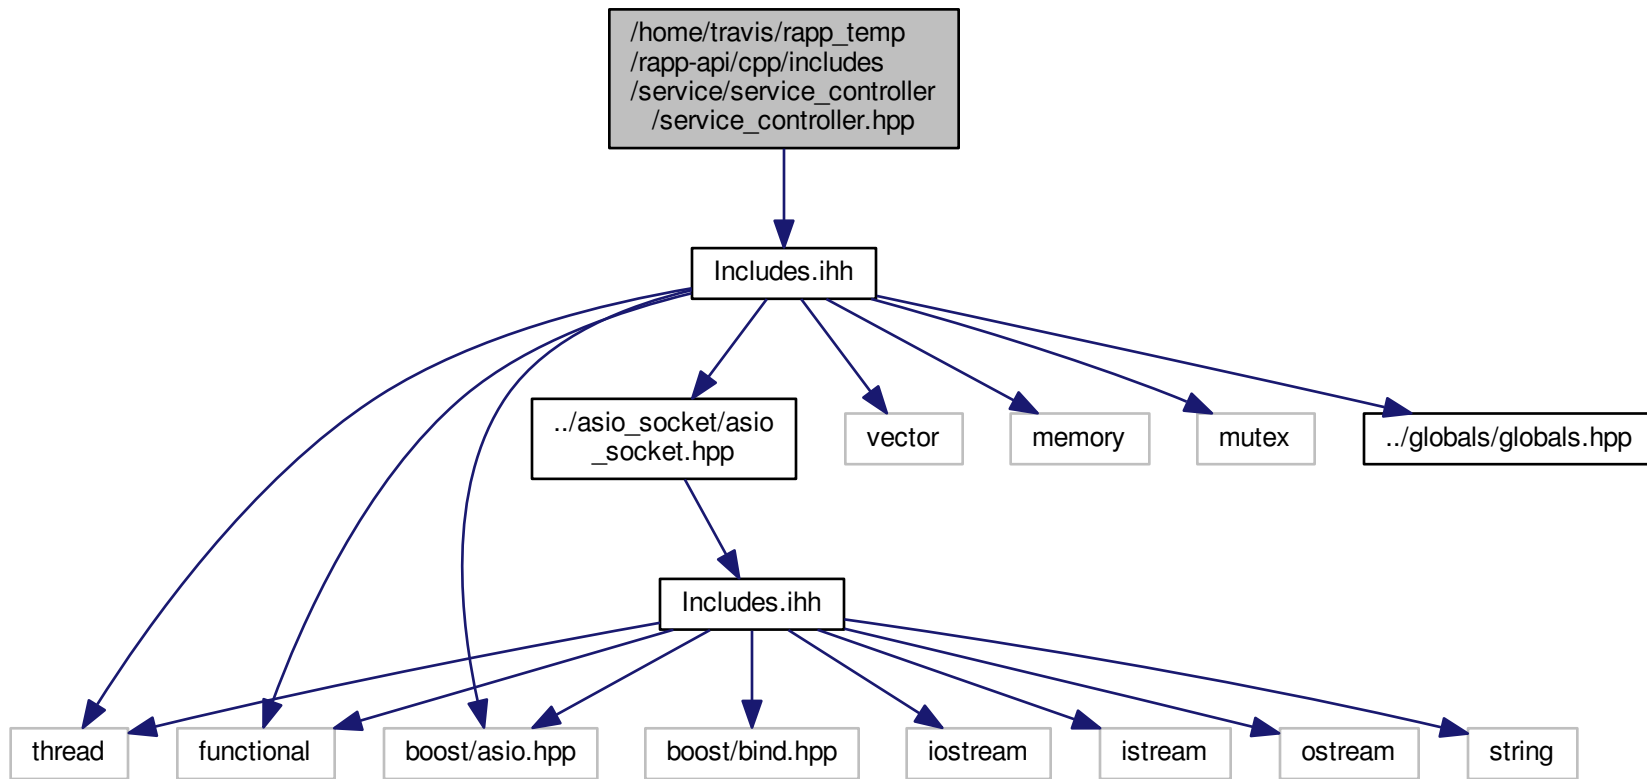 /home/travis/rapp_temp
/rapp-api/cpp/includes
/service/service_controller
/service_controller.hpp
Includes.ihh
../asio_socket/asio
_socket.hpp
vector
memory
mutex
../globals/globals.hpp
Includes.ihh
thread
functional
boost/asio.hpp
boost/bind.hpp
iostream
istream
ostream
string